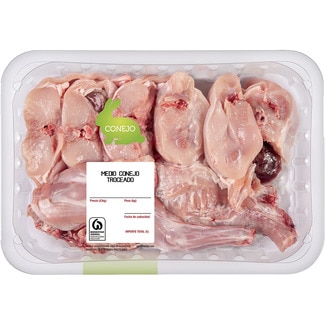 CONEJO
MEDIO CONEJO
TROCEADO
Precio (€/kg) Peso (kg)
Fecha de caducidad
IMPORTE TOTAL (€)